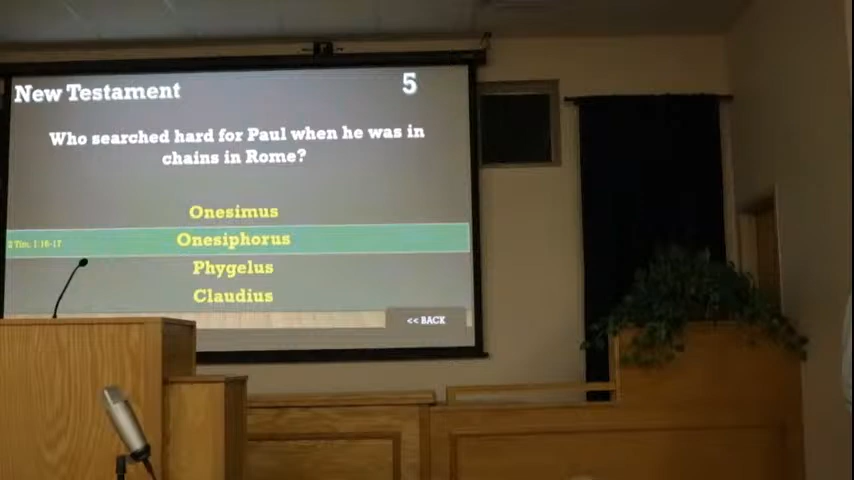 New Testament
5
Who searched hard for Paul when he was in
chains in Rome?
Onesimus
2 Tim. 1:16-17
Onesiphorus
Phygelus
Claudius
<< BACK